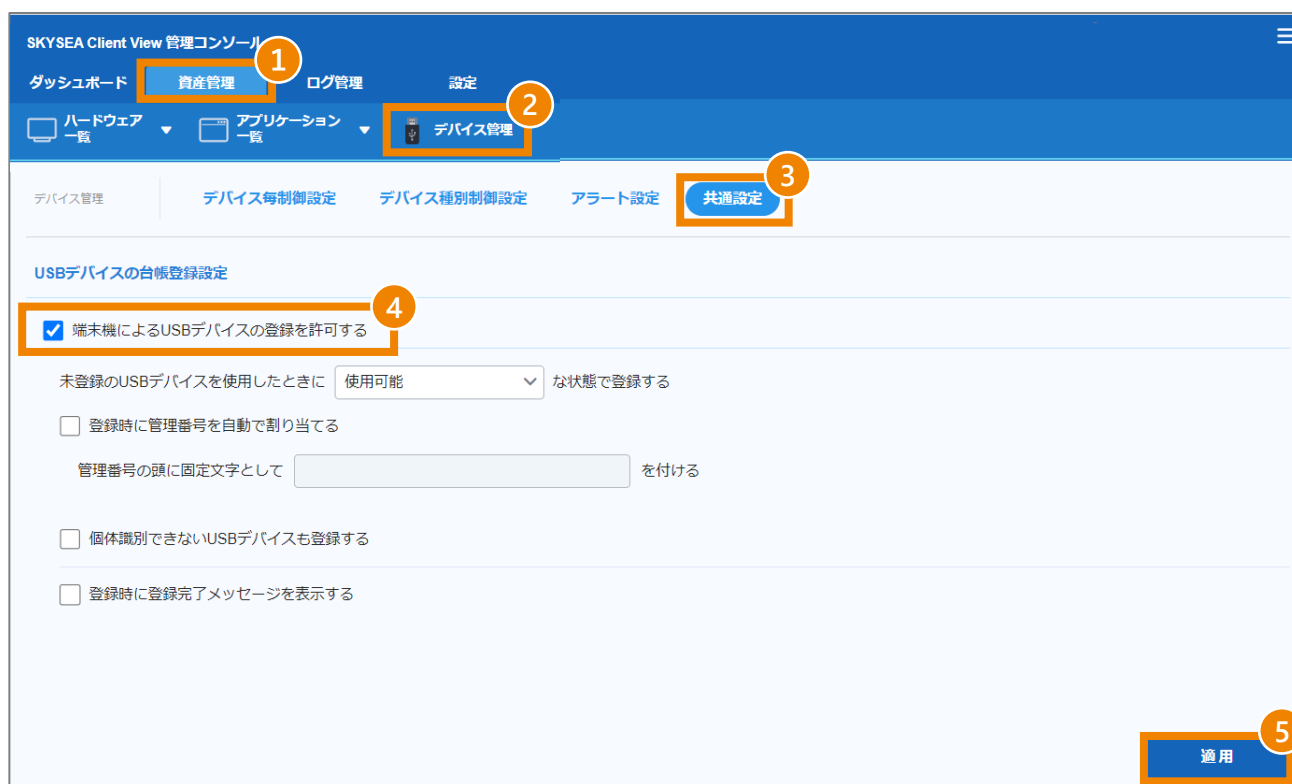 SKYSEA Client View 管理コンソール
1
ダッシュボード 資産管理 ログ管理 設定
2
ハードウェア
一覧
アプリケーション
一覧
デバイス管理
3
デバイス管理 デバイス毎制御設定 デバイス種別制御設定 アラート設定 共通設定
USBデバイスの台帳登録設定
4
端末機によるUSBデバイスの登録を許可する
未登録のUSBデバイスを使用したときに 使用可能 な状態で登録する
登録時に管理番号を自動で割り当てる
管理番号の頭に固定文字として を付ける
個体識別できないUSBデバイスも登録する
登録時に登録完了メッセージを表示する
5
適用